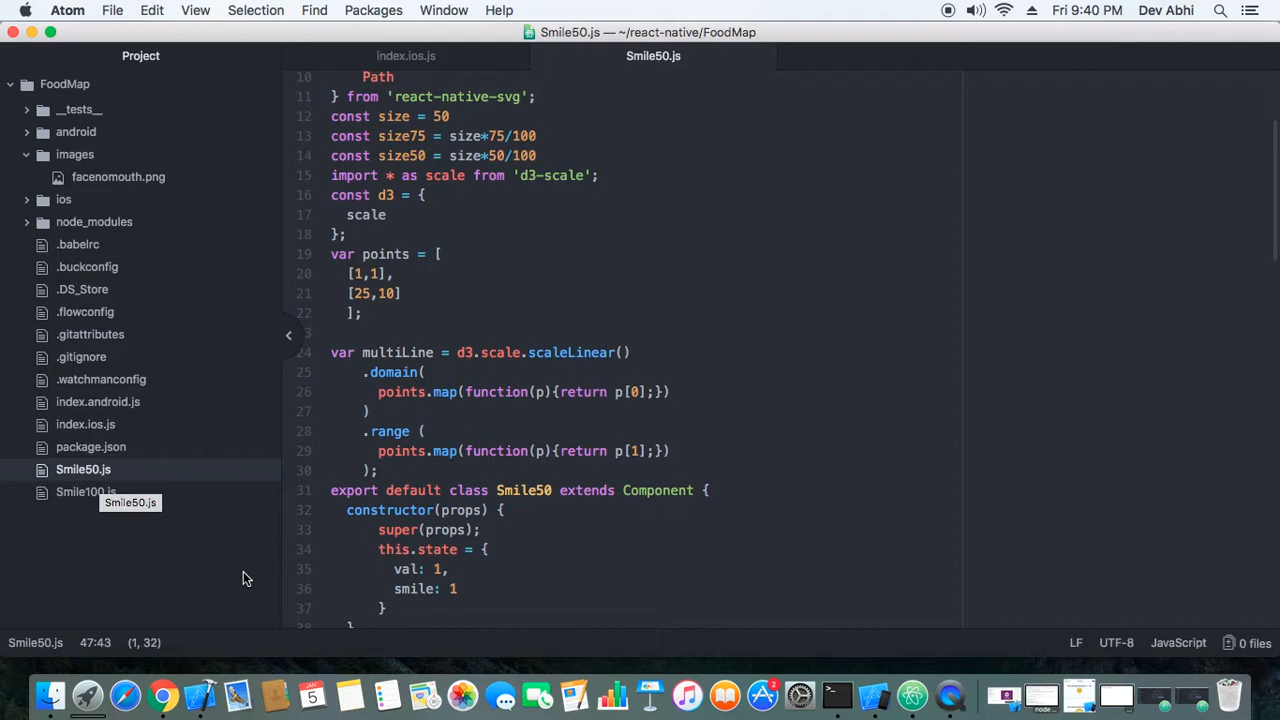 Atom File Edit View Selection Find Packages Window Help Fri 9:40 PM Dev Abhi
Smile50.js — ~/react-native/FoodMap
Project index.ios.js Smile50.js
FoodMap
__tests__
android
images
facenomouth.png
ios
node_modules
.babelrc
.buckconfig
.DS_Store
.flowconfig
.gitattributes
.gitignore
.watchmanconfig
index.android.js
index.ios.js
package.json
Smile50.js
Smile100.js
Smile50.js
10 Path
11 } from 'react-native-svg';
12 const size = 50
13 const size75 = size*75/100
14 const size50 = size*50/100
15 import * as scale from 'd3-scale';
16 const d3 = {
17 scale
18 };
19 var points = [
20 [1,1],
21 [25,10]
22 ];
3
24 var multiLine = d3.scale.scaleLinear()
25 .domain(
26 points.map(function(p){return p[0];})
27 )
28 .range (
29 points.map(function(p){return p[1];})
30 );
31 export default class Smile50 extends Component {
32 constructor(props) {
33 super(props);
34 this.state = {
35 val: 1,
36 smile: 1
37 }
38 }
Smile50.js 47:43 (1, 32) LF UTF-8 JavaScript 0 files
JAN
5
2